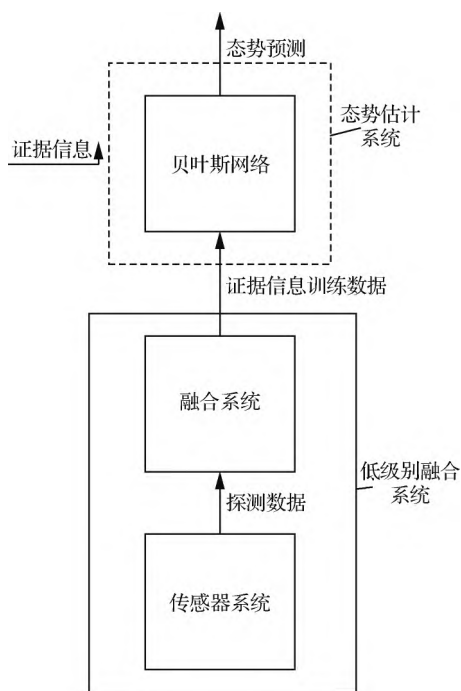 态势预测
态势估计
系统
证据信息
贝叶斯网络
证据信息训练数据
融合系统
低级别融合
系统
探测数据
传感器系统